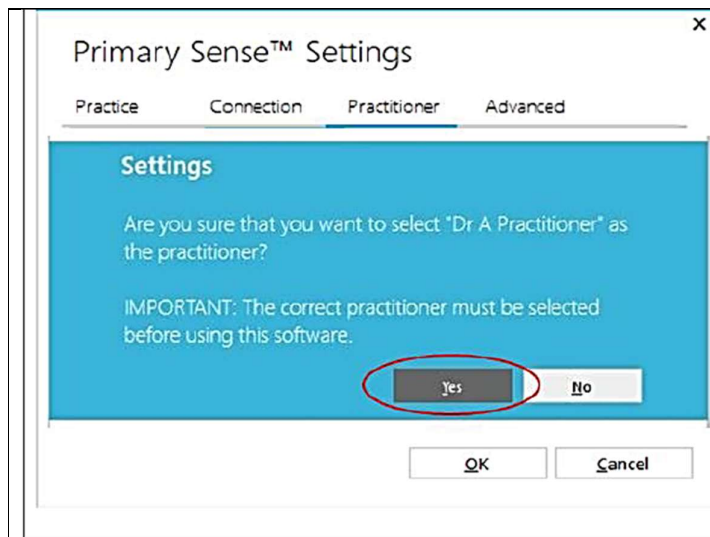 x
Primary Sense™ Settings
Practice Connection Practitioner Advanced
Settings
Are you sure that you want to select "Dr A Practitioner" as
the practitioner?
IMPORTANT: The correct practitioner must be selected
before using this software.
Yes No
OK Cancel